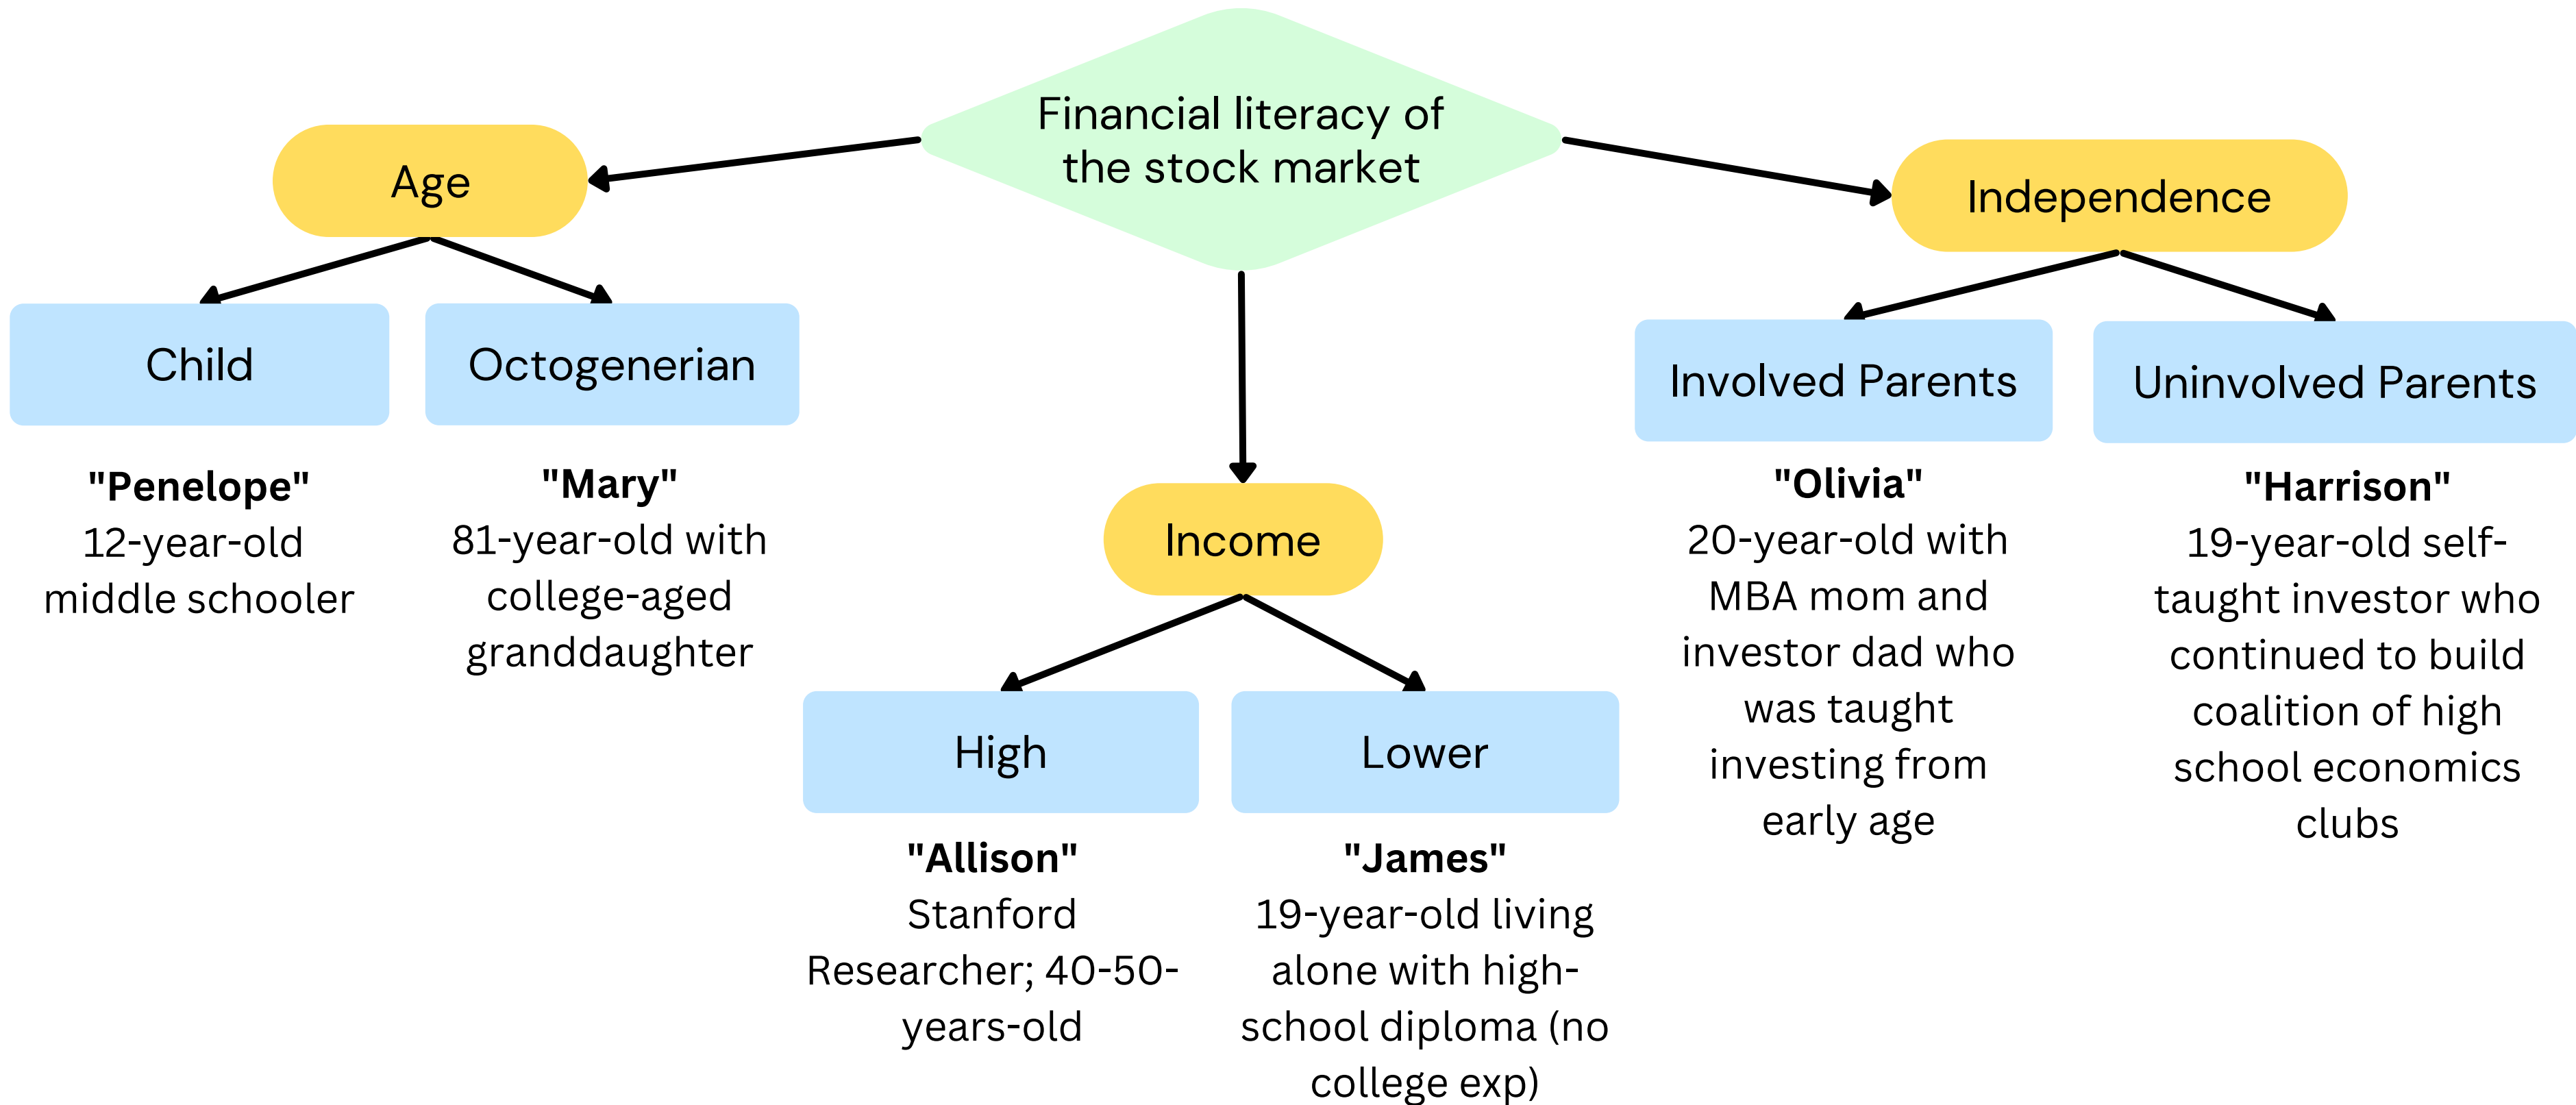 Financial literacy of
the stock market
Age
Child
Octogenerian
"Penelope"
12-year-old
middle schooler
"Mary"
81-year-old with
college-aged
granddaughter
Income
High
Lower
"Allison"
Stanford
Researcher; 40-50-
years-old
"James"
19-year-old living
alone with high-
school diploma (no
college exp)
Independence
Involved Parents
Uninvolved Parents
"Olivia"
20-year-old with
MBA mom and
investor dad who
was taught
investing from
early age
"Harrison"
19-year-old self-
taught investor who
continued to build
coalition of high
school economics
clubs